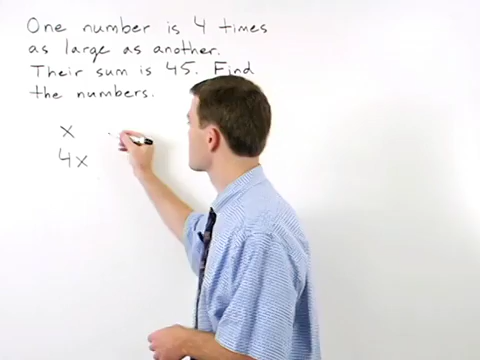 One number is 4 times
as large as another.
Their sum is 45. Find
the numbers.
x
4x